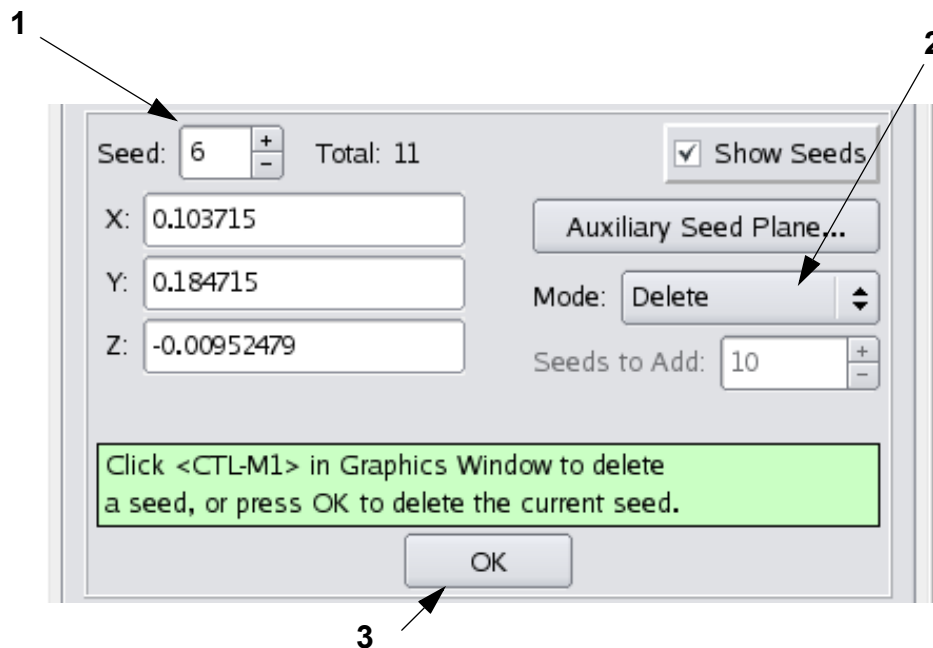 1
2
Seed: 6 + - Total: 11
Show Seeds
X: 0.103715
Auxiliary Seed Plane...
Y: 0.184715
Mode: Delete
Z: -0.00952479
Seeds to Add: 10 + -
Click <CTL-M1> in Graphics Window to delete
a seed, or press OK to delete the current seed.
OK
3